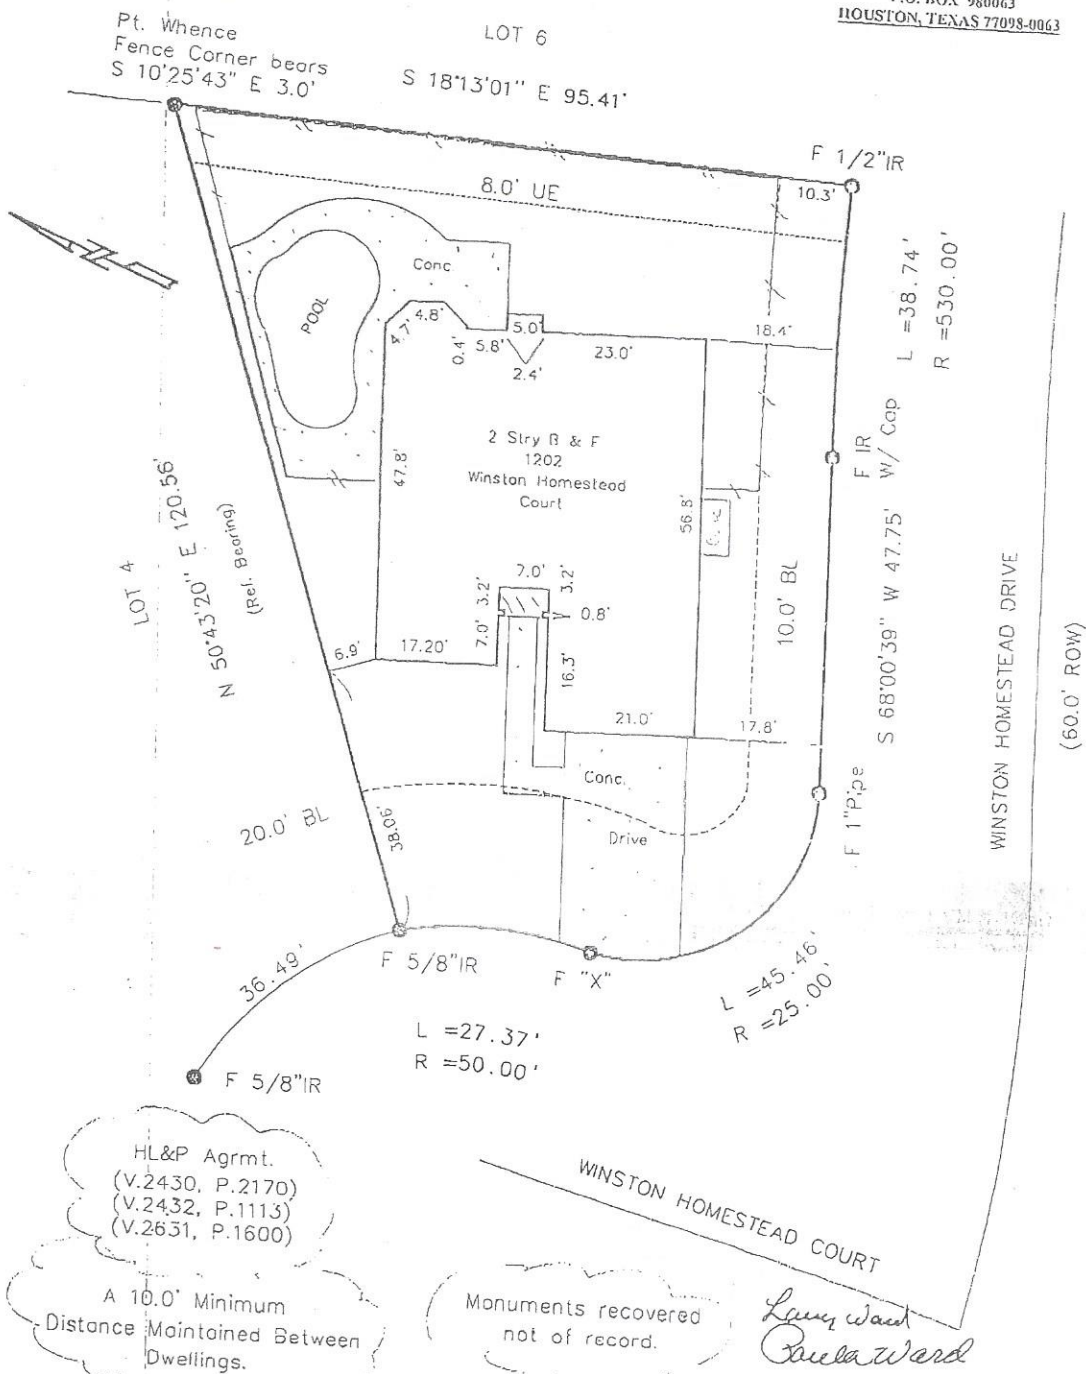 P.O. BOX 980063
HOUSTON, TEXAS 77098-0063
LOT 6
Pt. Whence
Fence Corner bears
S 10°25'43" E 3.0'
S 18°13'01" E 95.41'
F 1/2"IR
10.3'
8.0' UE
L =38.74'
R =530.00'
Conc
POOL
4.7'
4.8'
0.4'
5.8'
5.0'
2.4'
23.0'
18.4'
2 Stry B & F
1202
Winston Homestead
Court
47.8'
56.8'
F IR
W/ Cap
LOT 4
N 50°43'20" E 120.56'
(Ref. Bearing)
7.0'
3.2'
3.2'
0.8'
7.0'
16.3'
6.9'
17.20'
21.0'
17.8'
10.0' BL
S 68°00'39" W 47.75'
WINSTON HOMESTEAD DRIVE
(60.0' ROW)
20.0' BL
38.06'
Conc.
Drive
F 1"Pipe
36.49'
F 5/8"IR
F "X"
L =45.46'
R =25.00'
L =27.37'
R =50.00'
F 5/8"IR
HL&P Agrmt.
(V.2430, P.2170)
(V.2432, P.1113)
(V.2631, P.1600)
WINSTON HOMESTEAD COURT
A 10.0' Minimum
Distance Maintained Between
Dwellings.
Monuments recovered
not of record.
Larry Ward
Paula Ward